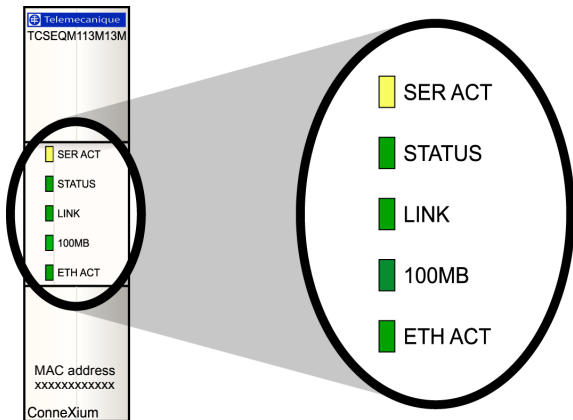 Telemecanique
TCSEQM113M13M
SER ACT
STATUS
LINK
100MB
ETH ACT
MAC address
xxxxxxxxxxxx
ConneXium
SER ACT
STATUS
LINK
100MB
ETH ACT